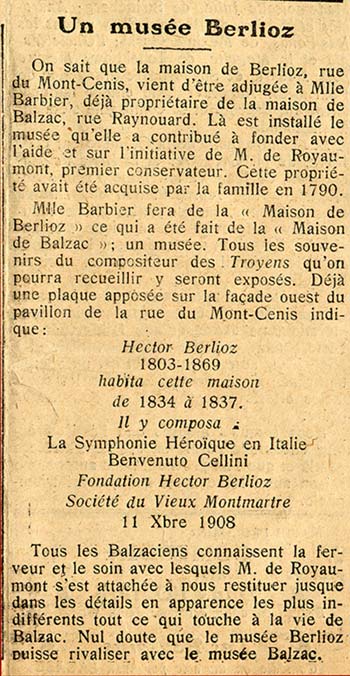 Un musée Berlioz
On sait que la maison de Berlioz, rue
du Mont-Cenis, vient d'être adjugée à Mlle
Barbier, déjà propriétaire de la maison de
Balzac, rue Raynouard. Là est installé le
musée qu'elle a contribué à fonder avec
l'aide et sur l'initiative de M. de Royau-
mont, premier conservateur. Cette proprié-
té avait été acquise par la famille en 1790.
Mlle Barbier fera de la « Maison de
Berlioz » ce qui a été fait de la « Maison
de Balzac »; un musée. Tous les souve-
nirs du compositeur des Troyens qu'on
pourra recueillir y seront exposés. Déjà
une plaque apposée sur la façade ouest du
pavillon de la rue du Mont-Cenis indi-
que :
Hector Berlioz
1803-1869
habita cette maison
de 1834 à 1837.
Il y composa :
La Symphonie Héroïque en Italie
Benvenuto Cellini
Fondation Hector Berlioz
Société du Vieux Montmartre
11 Xbre 1908
Tous les Balzaciens connaissent la fer-
veur et le soin avec lesquels M. de Royau-
mont s'est attachée à nous restituer jusque
dans les détails en apparence les plus in-
différents tout ce qui touche à la vie de
Balzac. Nul doute que le musée Berlioz
puisse rivaliser avec le musée Balzac.